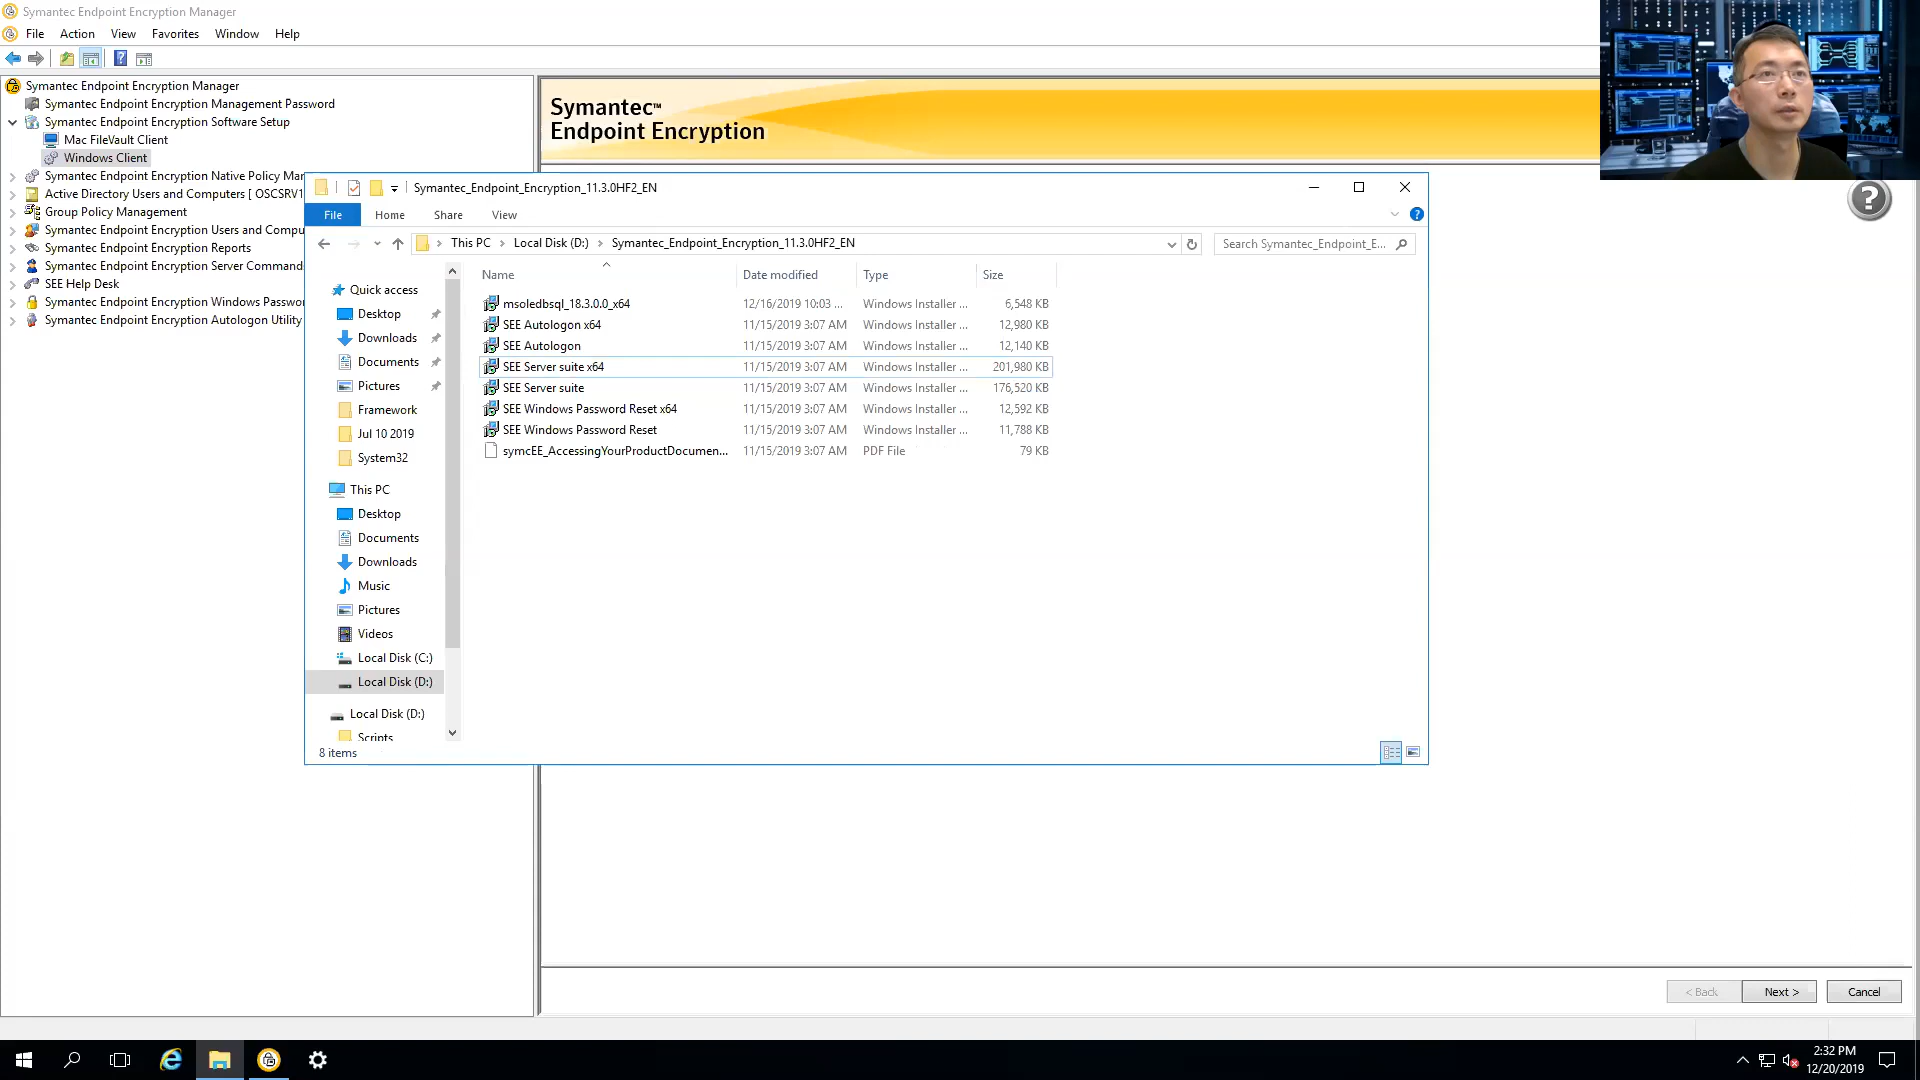 Symantec Endpoint Encryption Manager
File Action View Favorites Window Help
Symantec Endpoint Encryption Manager
Symantec Endpoint Encryption Management Password
Symantec Endpoint Encryption Software Setup
Mac FileVault Client
Windows Client
Symantec Endpoint Encryption Native Policy Mar
Active Directory Users and Computers [ OSCSRV1
Group Policy Management
Symantec Endpoint Encryption Users and Compu
Symantec Endpoint Encryption Reports
Symantec Endpoint Encryption Server Command
SEE Help Desk
Symantec Endpoint Encryption Windows Passwo
Symantec Endpoint Encryption Autologon Utility
Symantec™
Endpoint Encryption
Symantec_Endpoint_Encryption_11.3.0HF2_EN
File Home Share View
This PC > Local Disk (D:) > Symantec_Endpoint_Encryption_11.3.0HF2_EN
Search Symantec_Endpoint_E...
Quick access
Desktop
Downloads
Documents
Pictures
Framework
Jul 10 2019
System32
This PC
Desktop
Documents
Downloads
Music
Pictures
Videos
Local Disk (C:)
Local Disk (D:)
Local Disk (D:)
Scripts
Name Date modified Type Size
msoledbsql_18.3.0.0_x64 12/16/2019 10:03 ... Windows Installer ... 6,548 KB
SEE Autologon x64 11/15/2019 3:07 AM Windows Installer ... 12,980 KB
SEE Autologon 11/15/2019 3:07 AM Windows Installer ... 12,140 KB
SEE Server suite x64 11/15/2019 3:07 AM Windows Installer ... 201,980 KB
SEE Server suite 11/15/2019 3:07 AM Windows Installer ... 176,520 KB
SEE Windows Password Reset x64 11/15/2019 3:07 AM Windows Installer ... 12,592 KB
SEE Windows Password Reset 11/15/2019 3:07 AM Windows Installer ... 11,788 KB
symcEE_AccessingYourProductDocumen... 11/15/2019 3:07 AM PDF File 79 KB
8 items
< Back Next > Cancel
2:32 PM
12/20/2019